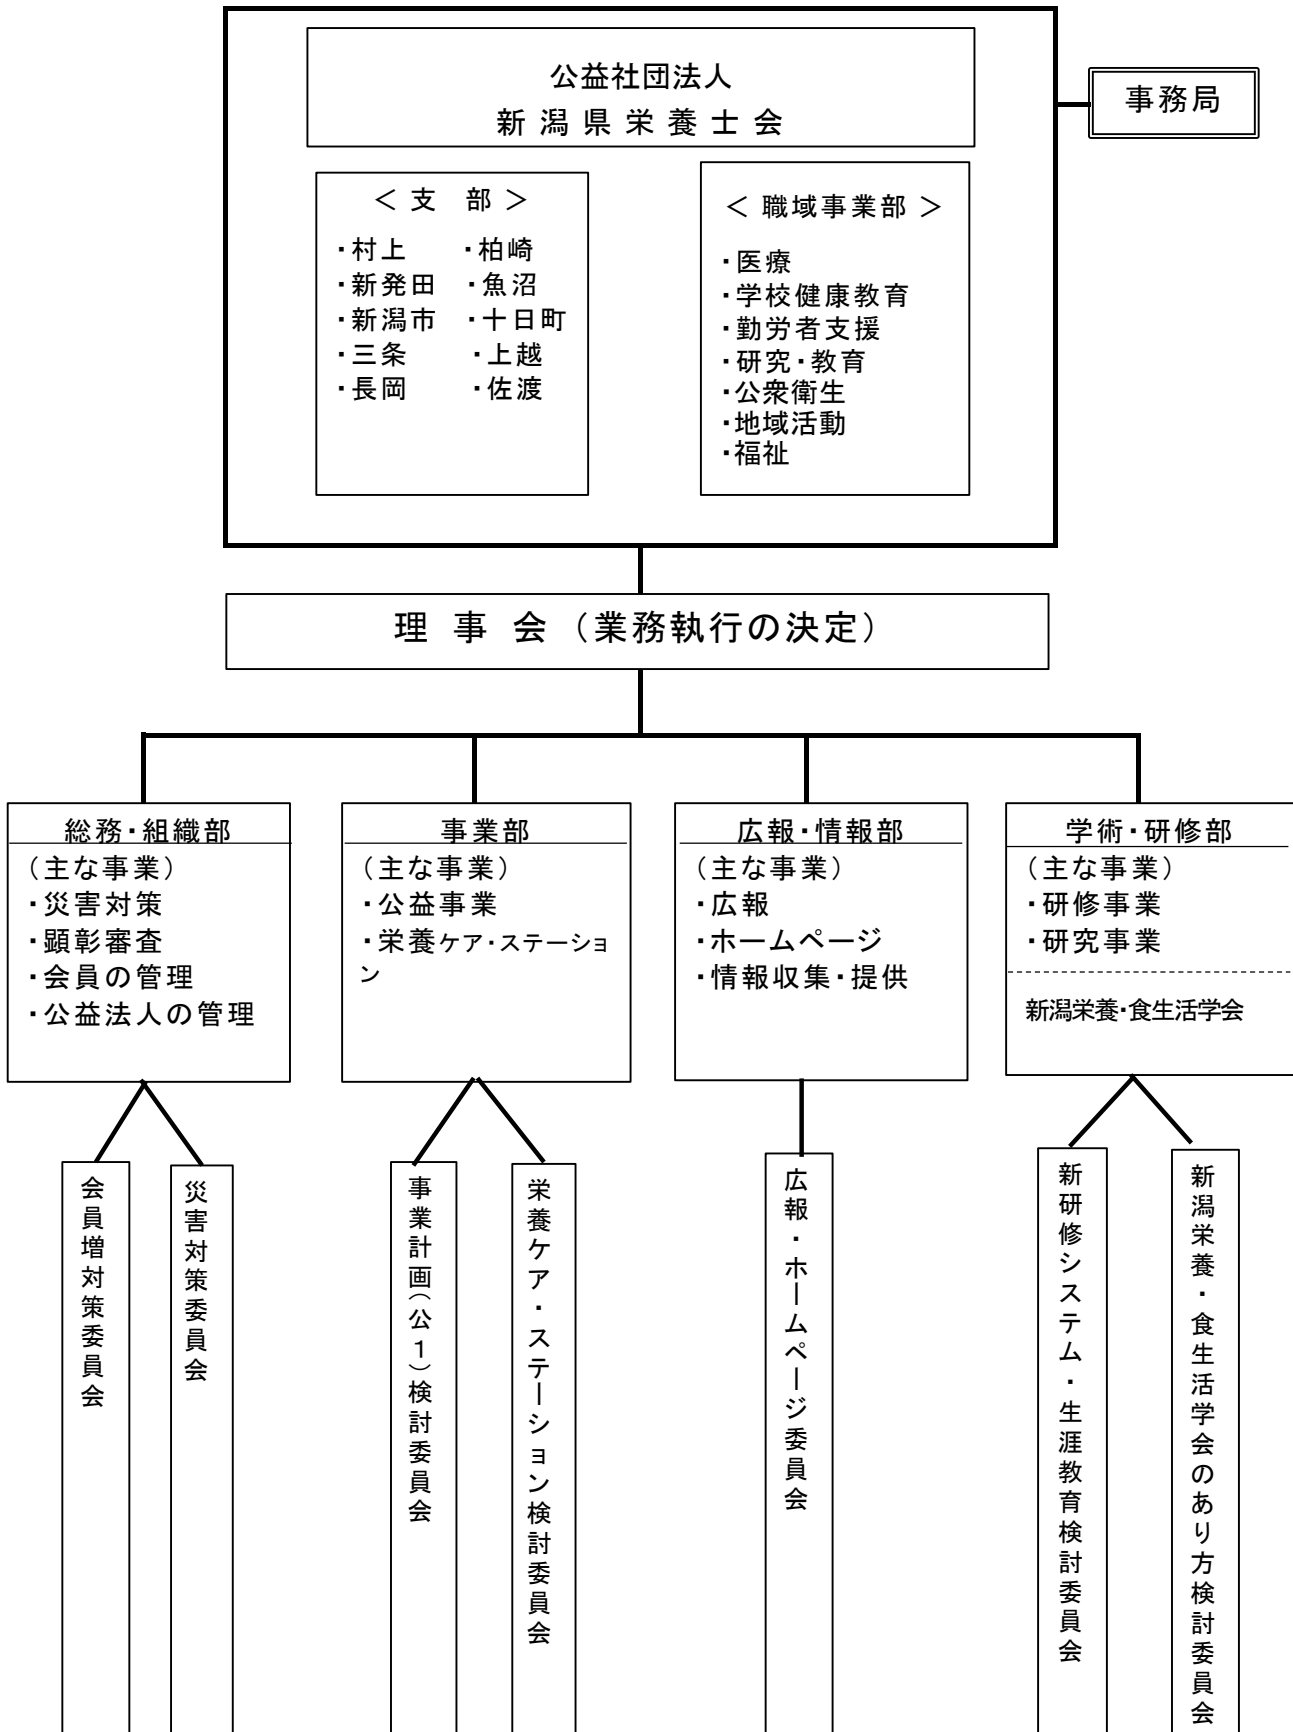 公益社団法人
新潟県栄養士会
事務局
＜支　部＞
・村上　・柏崎
・新発田　・魚沼
・新潟市　・十日町
・三条　・上越
・長岡　・佐渡
＜職域事業部＞
・医療
・学校健康教育
・勤労者支援
・研究・教育
・公衆衛生
・地域活動
・福祉
理事会（業務執行の決定）
総務・組織部
（主な事業）
・災害対策
・顕彰審査
・会員の管理
・公益法人の管理
事業部
（主な事業）
・公益事業
・栄養ケア・ステーショ
ン
広報・情報部
（主な事業）
・広報
・ホームページ
・情報収集・提供
学術・研修部
（主な事業）
・研修事業
・研究事業
新潟栄養・食生活学会
会員増対策委員会
災害対策委員会
事業計画（公１）検討委員会
栄養ケア・ステーション検討委員会
広報・ホームページ委員会
新研修システム・生涯教育検討委員会
新潟栄養・食生活学会のあり方検討委員会